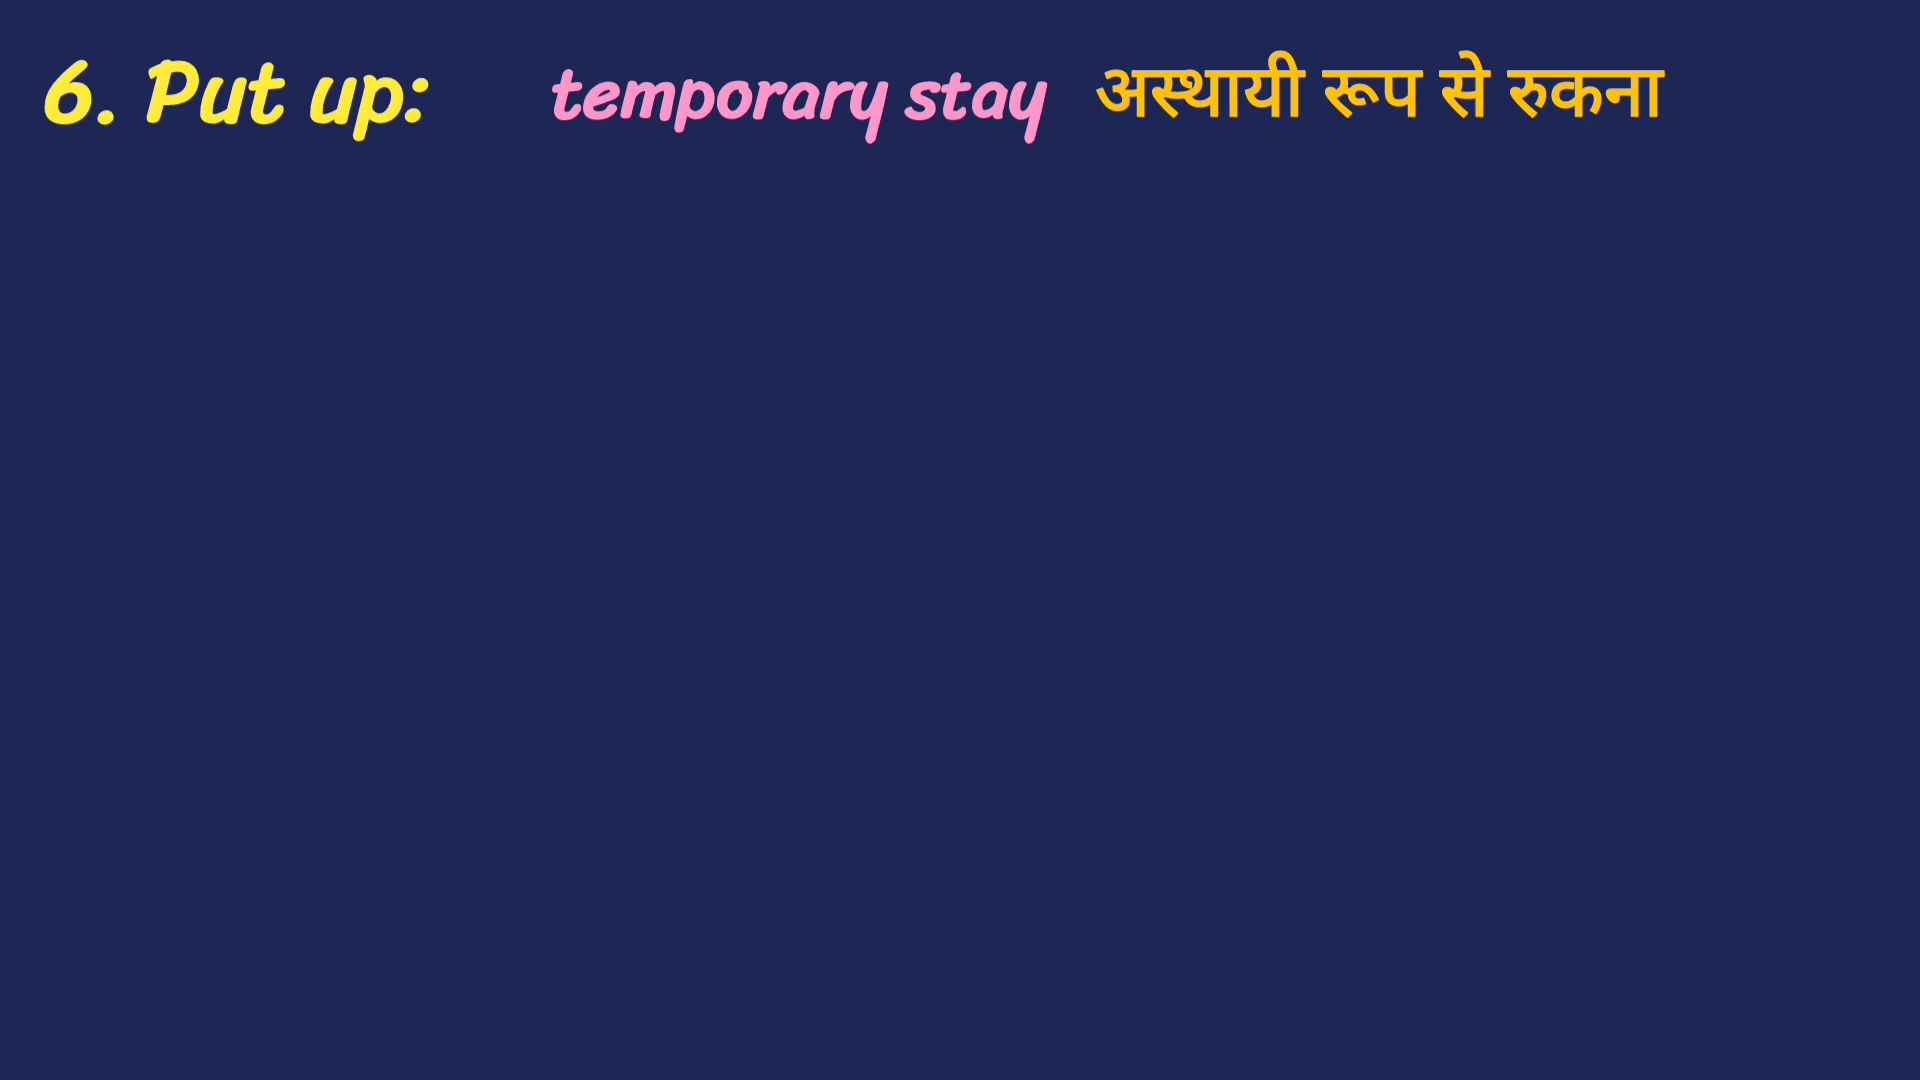 6. Put up: temporary stay अस्थायी रूप से रुकना